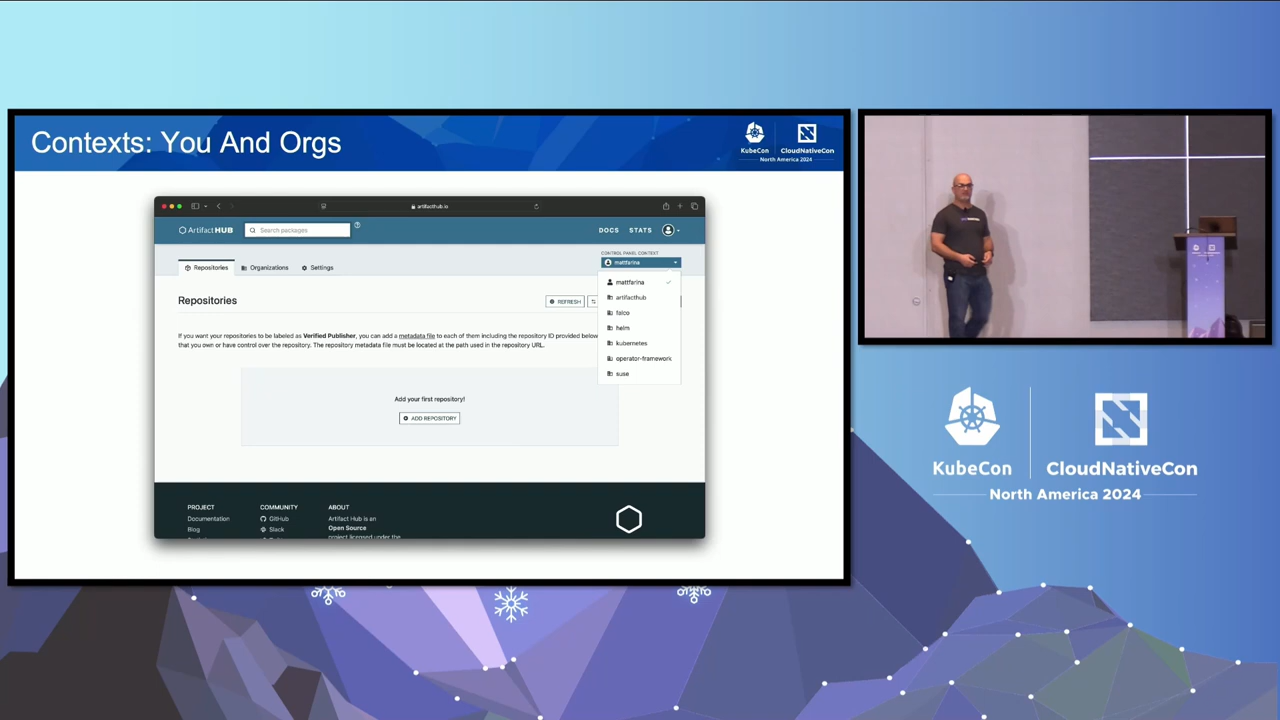 Contexts: You And Orgs
KubeCon
CloudNativeCon
North America 2024
artifacthub.io
Artifact HUB
Search packages
DOCS
STATS
CONTROL PANEL CONTEXT
mattfarina
Repositories
Organizations
Settings
mattfarina
artifacthub
falco
helm
kubernetes
operator-framework
suse
Repositories
REFRESH
If you want your repositories to be labeled as Verified Publisher, you can add a metadata file to each of them including the repository ID provided below
that you own or have control over the repository. The repository metadata file must be located at the path used in the repository URL.
Add your first repository!
ADD REPOSITORY
PROJECT
Documentation
Blog
COMMUNITY
GitHub
Slack
ABOUT
Artifact Hub is an
Open Source
project licensed under the
KubeCon
CloudNativeCon
North America 2024